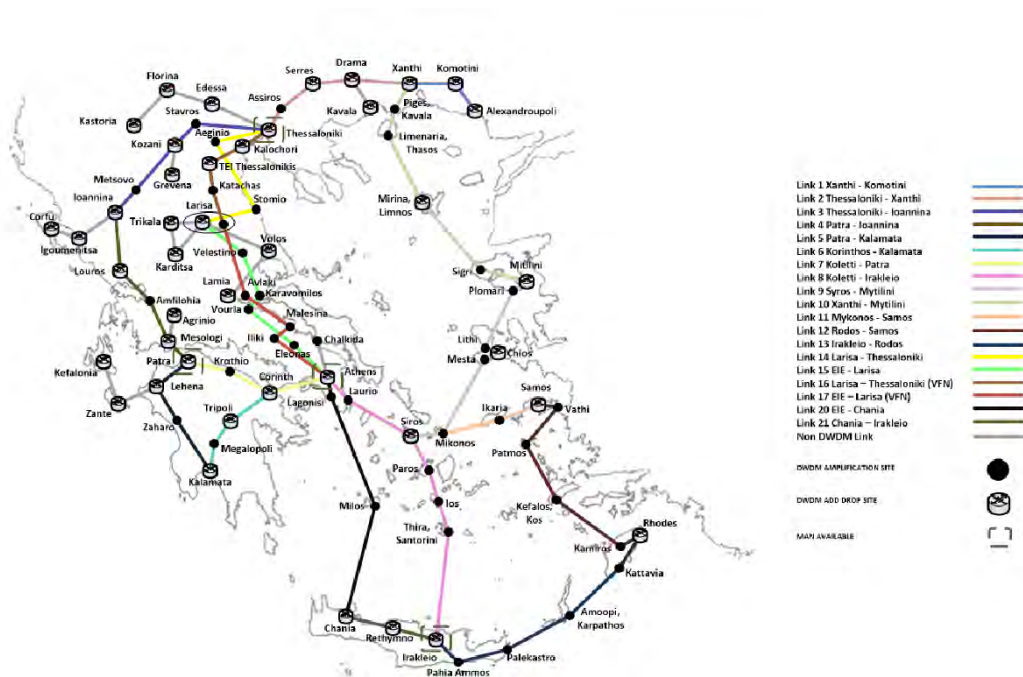 Drama
Xanthi
Komotini
Serres
Florina
Edessa
Assiros
Kavala
Piges,
Kavala
Alexandroupoli
Stavros
Kastoria
Aeginio
Thessaloniki
Limenaria,
Thasos
Kozani
Kalochori
TEI Thessalonikis
Metsovo
Grevena
Katachas
Ioannina
Larisa
Stomio
Mirina,
Limnos
Corfu
Trikala
Igoumenitsa
Volos
Velestino
Karditsa
Louros
Sigri
Mitilini
Lamia
Avlaki
Karavomilos
Plomari
Amfilohia
Vourla
Malesina
Agrinio
Iliki
Chalkida
Mesologi
Eleonas
Lithi
Mesta
Chios
Patra
Krathio
Kefalonia
Corinth
Athens
Lehena
Lagonisi
Laurio
Samos
Zante
Tripoli
Siros
Ikaria
Vathi
Zaharo
Megalopoli
Mikonos
Patmos
Kalamata
Paros
Milos
Ios
Kefalos,
Kos
Thira,
Santorini
Rhodes
Kamiros
Kattavia
Amoopi,
Karpathos
Chania
Rethymno
Irakleio
Palekastro
Pahia Ammos
Link 1 Xanthi - Komotini
Link 2 Thessaloniki - Xanthi
Link 3 Thessaloniki - Ioannina
Link 4 Patra - Ioannina
Link 5 Patra - Kalamata
Link 6 Korinthos - Kalamata
Link 7 Koletti - Patra
Link 8 Koletti - Irakleio
Link 9 Syros - Mytilini
Link 10 Xanthi - Mytilini
Link 11 Mykonos - Samos
Link 12 Rodos - Samos
Link 13 Irakleio - Rodos
Link 14 Larisa - Thessaloniki
Link 15 EIE - Larisa
Link 16 Larisa – Thessaloniki (VFN)
Link 17 EIE – Larisa (VFN)
Link 20 EIE - Chania
Link 21 Chania – Irakleio
Non DWDM Link
DWDM AMPLIFICATION SITE
DWDM ADD DROP SITE
MAN AVAILABLE